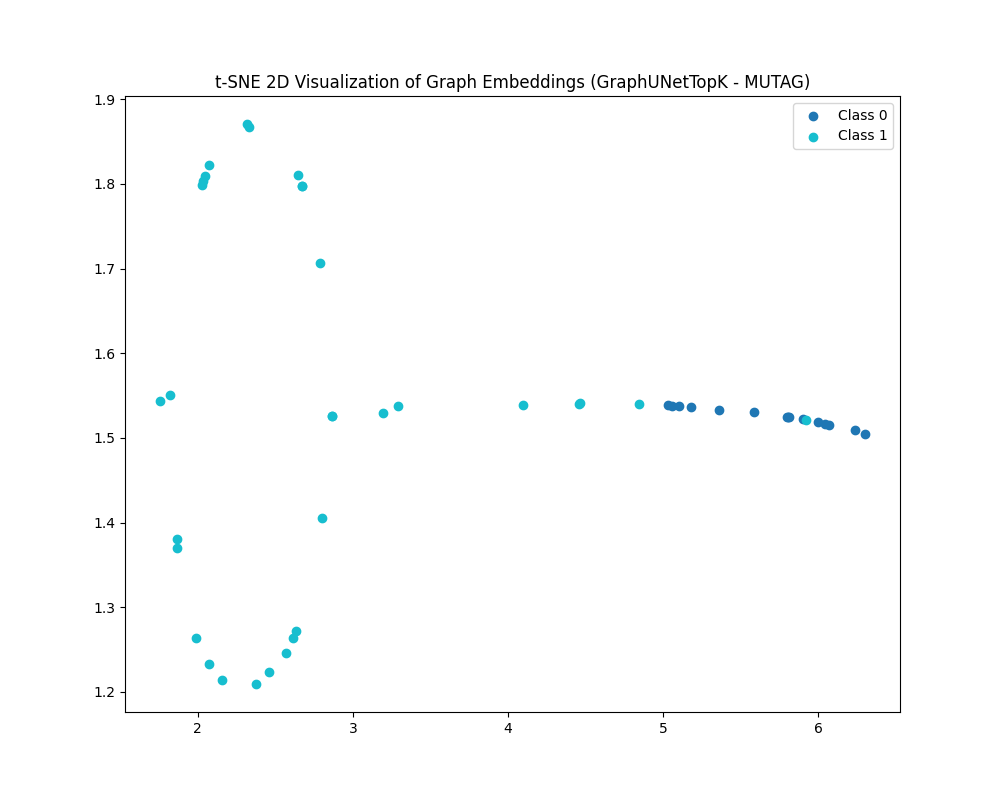 t-SNE 2D Visualization of Graph Embeddings (GraphUNetTopK - MUTAG)
Class 0
Class 1
1.9
1.8
1.7
1.6
1.5
1.4
1.3
1.2
2 3 4 5 6